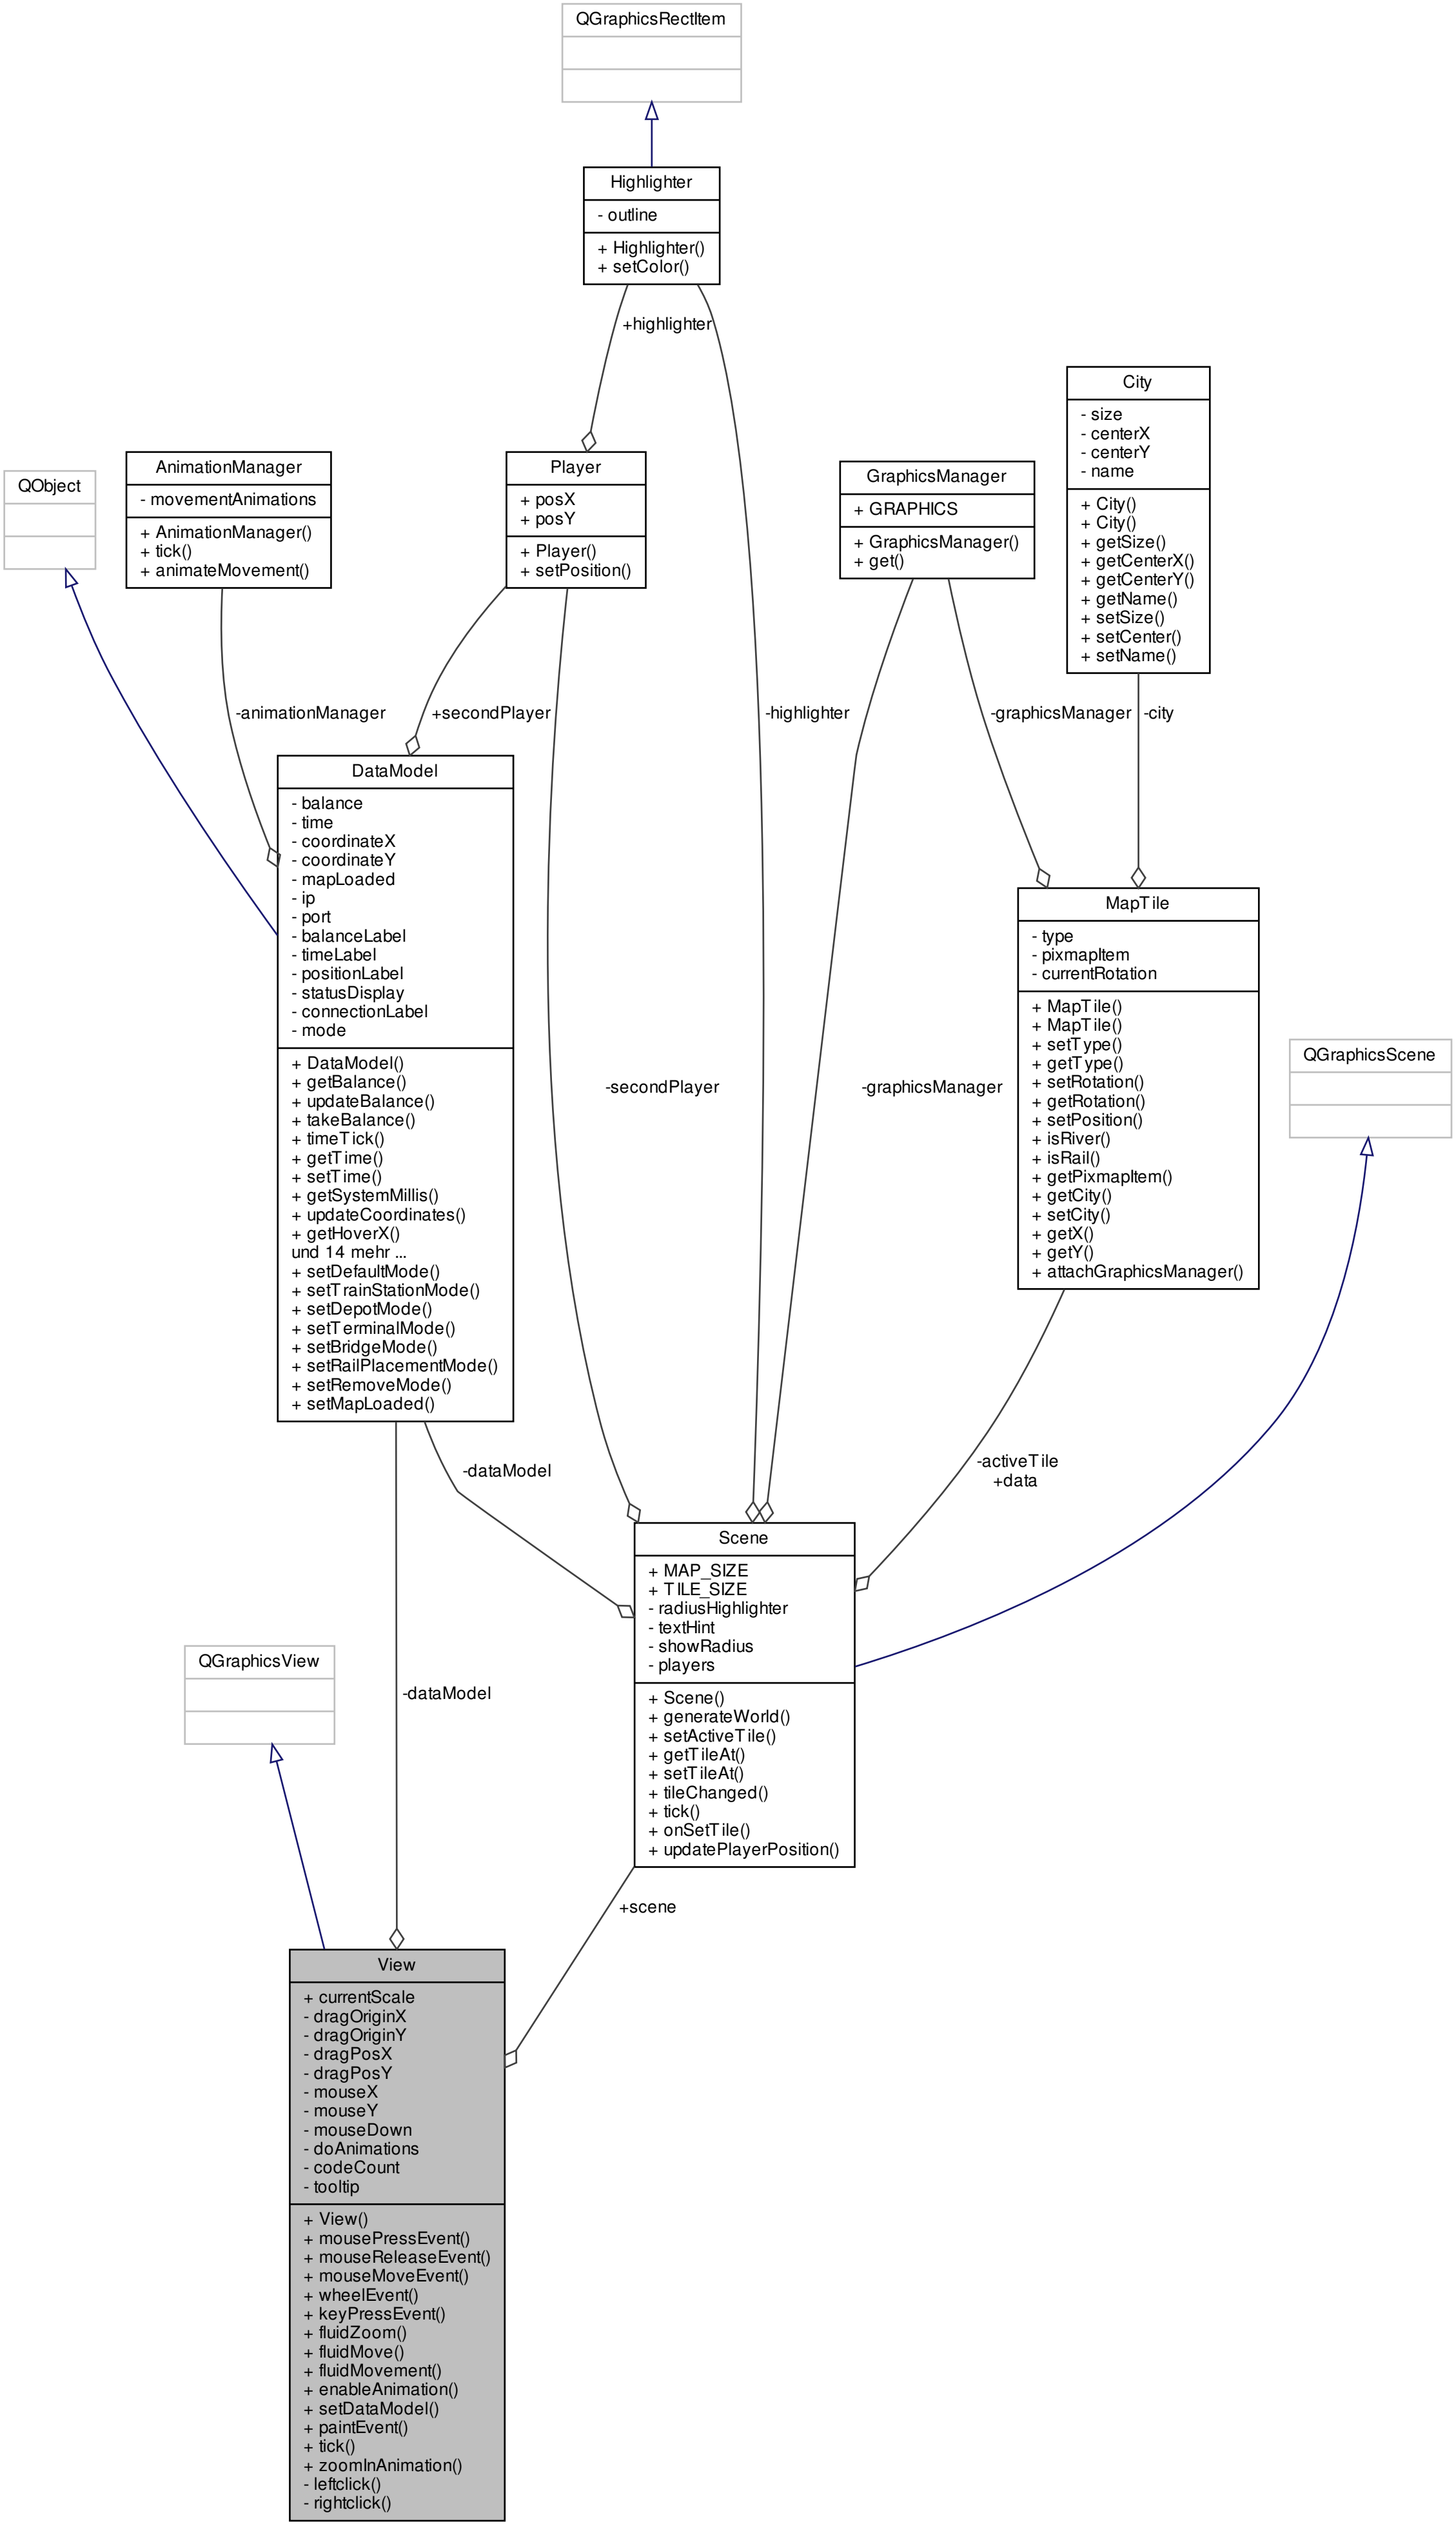 QGraphicsRectItem
Highlighter
- outline
+ Highlighter()
+ setColor()
+highlighter
City
- size
- centerX
- centerY
- name
+ City()
+ City()
+ getSize()
+ getCenterX()
+ getCenterY()
+ getName()
+ setSize()
+ setCenter()
+ setName()
QObject
AnimationManager
- movementAnimations
+ AnimationManager()
+ tick()
+ animateMovement()
Player
+ posX
+ posY
+ Player()
+ setPosition()
GraphicsManager
+ GRAPHICS
+ GraphicsManager()
+ get()
-animationManager
+secondPlayer
-highlighter
-graphicsManager
-city
DataModel
- balance
- time
- coordinateX
- coordinateY
- mapLoaded
- ip
- port
- balanceLabel
- timeLabel
- positionLabel
- statusDisplay
- connectionLabel
- mode
+ DataModel()
+ getBalance()
+ updateBalance()
+ takeBalance()
+ timeTick()
+ getTime()
+ setTime()
+ getSystemMillis()
+ updateCoordinates()
+ getHoverX()
und 14 mehr ...
+ setDefaultMode()
+ setTrainStationMode()
+ setDepotMode()
+ setTerminalMode()
+ setBridgeMode()
+ setRailPlacementMode()
+ setRemoveMode()
+ setMapLoaded()
MapTile
- type
- pixmapItem
- currentRotation
+ MapTile()
+ MapTile()
+ setType()
+ getType()
+ setRotation()
+ getRotation()
+ setPosition()
+ isRiver()
+ isRail()
+ getPixmapItem()
+ getCity()
+ setCity()
+ getX()
+ getY()
+ attachGraphicsManager()
QGraphicsScene
-secondPlayer
-graphicsManager
-dataModel
-activeTile
+data
Scene
+ MAP_SIZE
+ TILE_SIZE
- radiusHighlighter
- textHint
- showRadius
- players
+ Scene()
+ generateWorld()
+ setActiveTile()
+ getTileAt()
+ setTileAt()
+ tileChanged()
+ tick()
+ onSetTile()
+ updatePlayerPosition()
QGraphicsView
-dataModel
+scene
View
+ currentScale
- dragOriginX
- dragOriginY
- dragPosX
- dragPosY
- mouseX
- mouseY
- mouseDown
- doAnimations
- codeCount
- tooltip
+ View()
+ mousePressEvent()
+ mouseReleaseEvent()
+ mouseMoveEvent()
+ wheelEvent()
+ keyPressEvent()
+ fluidZoom()
+ fluidMove()
+ fluidMovement()
+ enableAnimation()
+ setDataModel()
+ paintEvent()
+ tick()
+ zoomInAnimation()
- leftclick()
- rightclick()